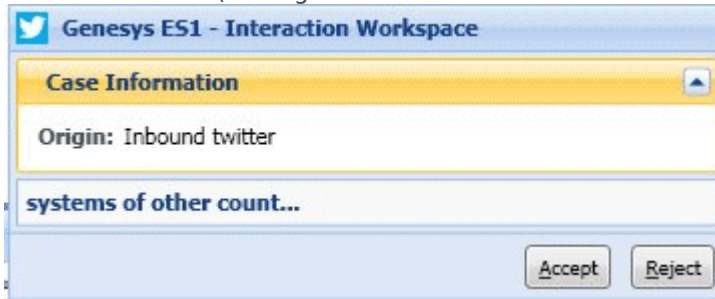 Genesys ES1 - Interaction Workspace
Case Information
Origin: Inbound twitter
systems of other count...
Accept Reject